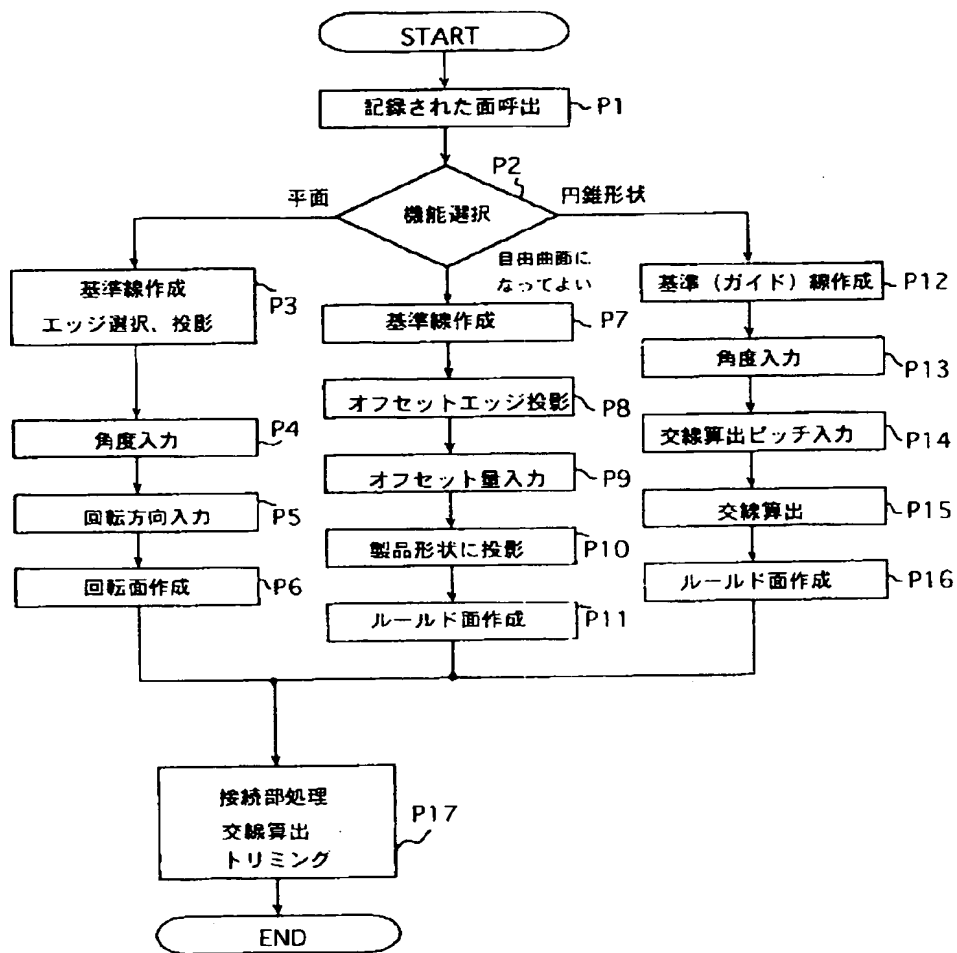 START
記録された面呼出
P1
P2
機能選択
平面
円錐形状
自由曲面に
なってよい
基準線作成
エッジ選択、投影
P3
角度入力
P4
回転方向入力
P5
回転面作成
P6
基準線作成
P7
オフセットエッジ投影
P8
オフセット量入力
P9
製品形状に投影
P10
ルールド面作成
P11
基準（ガイド）線作成
P12
角度入力
P13
交線算出ピッチ入力
P14
交線算出
P15
ルールド面作成
P16
接続部処理
交線算出
トリミング
P17
END